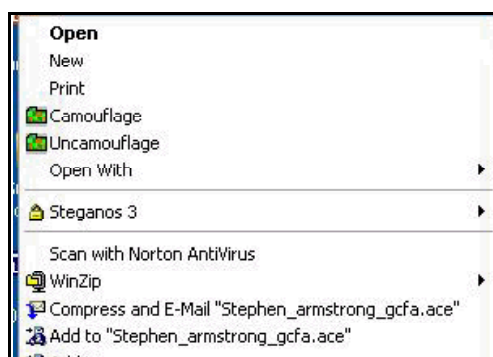 Open
New
Print
Camouflage
Uncamouflage
Open With
Steganos 3
Scan with Norton AntiVirus
WinZip
Compress and E-Mail "Stephen_armstrong_gcfa.ace"
Add to "Stephen_armstrong_gcfa.ace"